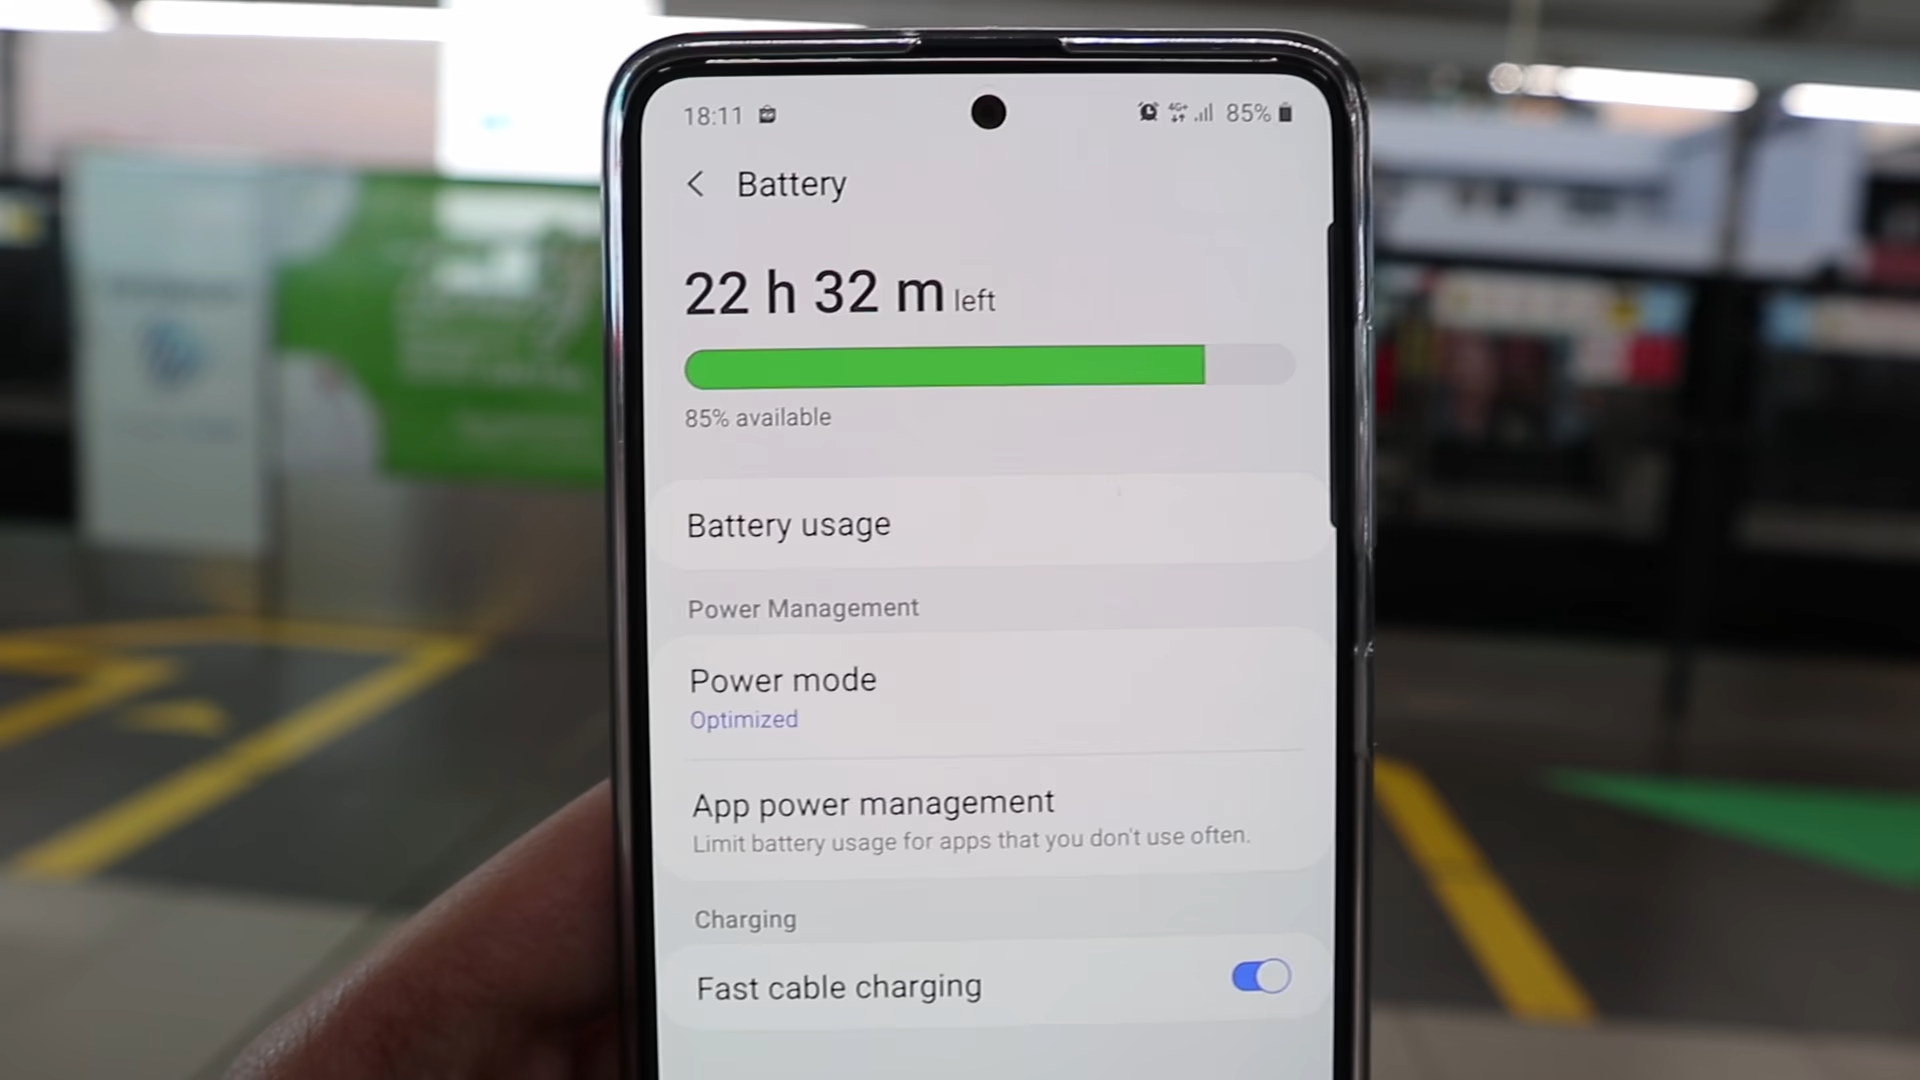 18:11 4G+ 85%
Battery
22 h 32 m left
85% available
Battery usage
Power Management
Power mode
Optimized
App power management
Limit battery usage for apps that you don't use often.
Charging
Fast cable charging